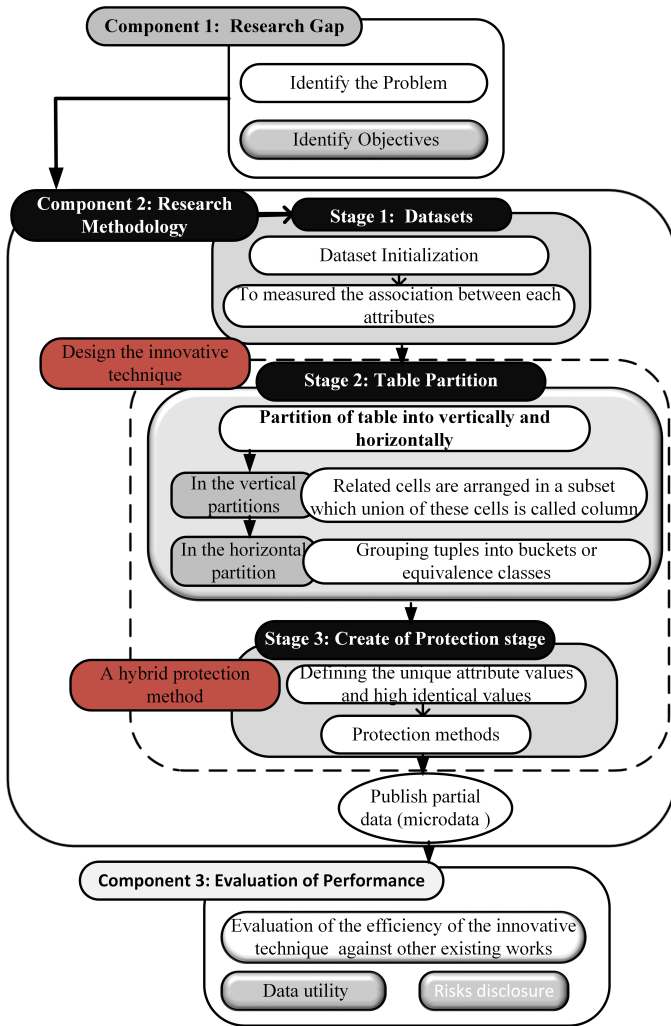 Component 1:  Research Gap
Identify the Problem
Identify Objectives
Component 2: Research
Methodology
Stage 1:  Datasets
Dataset Initialization
To measured the association between each
attributes
Design the innovative
technique
Stage 2: Table Partition
Partition of table into vertically and
horizontally
In the vertical
partitions
Related cells are arranged in a subset
which union of these cells is called column
In the horizontal
partition
Grouping tuples into buckets or
equivalence classes
Stage 3: Create of Protection stage
A hybrid protection
method
Defining the unique attribute values
and high identical values
Protection methods
Publish partial
data (microdata )
Component 3: Evaluation of Performance
Evaluation of the efficiency of the innovative
technique  against other existing works
Data utility
Risks disclosure